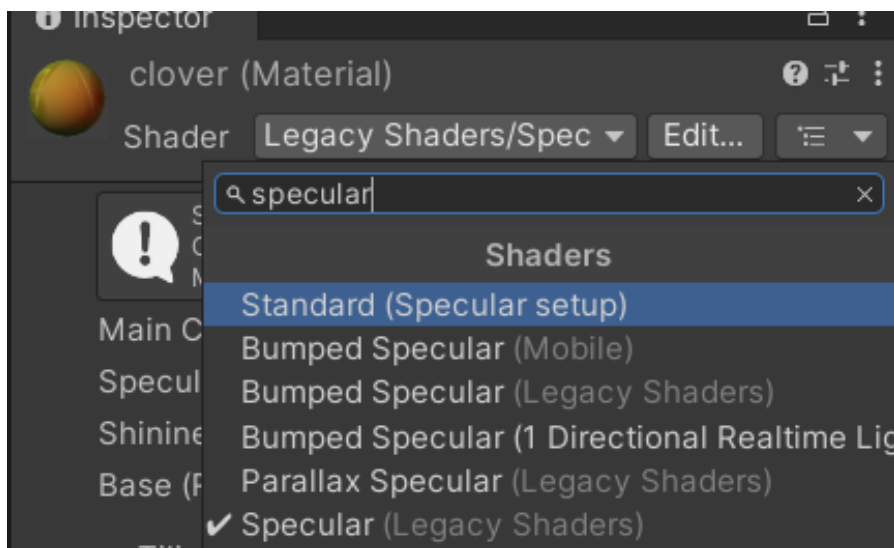 Inspector
clover (Material)
Shader Legacy Shaders/Spec Edit...
specular
Shaders
Standard (Specular setup)
Main C
Bumped Specular (Mobile)
Specul
Bumped Specular (Legacy Shaders)
Shinine
Bumped Specular (1 Directional Realtime Lig
Base (F
Parallax Specular (Legacy Shaders)
Specular (Legacy Shaders)